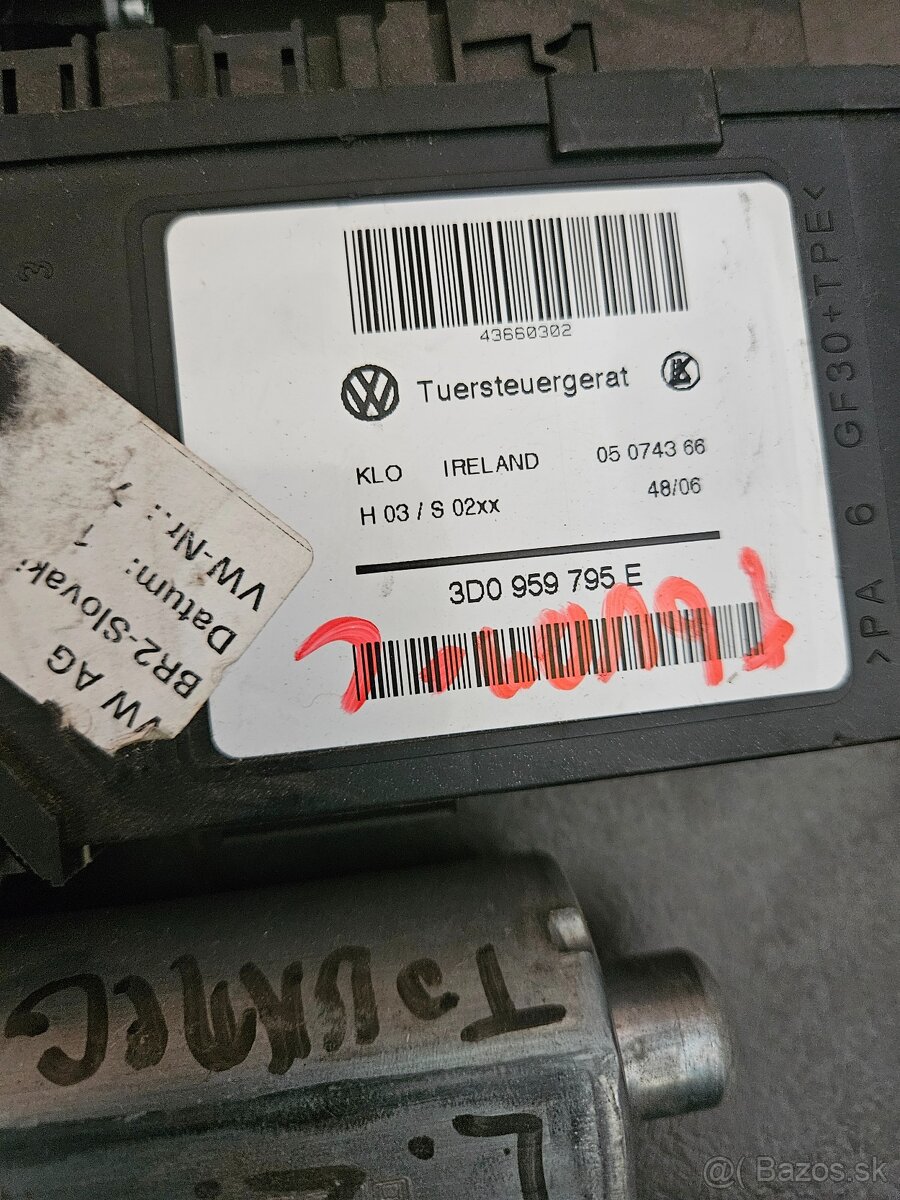 43660302
Tuersteuergerat
KLO IRELAND 05 0743 66
H 03 / S 02xx 48/06
3D0 959 795 E
>PA 6 GF30+TPE<
3
VW AG
BR2-Slovak
Datum:
VW-Nr.:
@( Bazos.sk